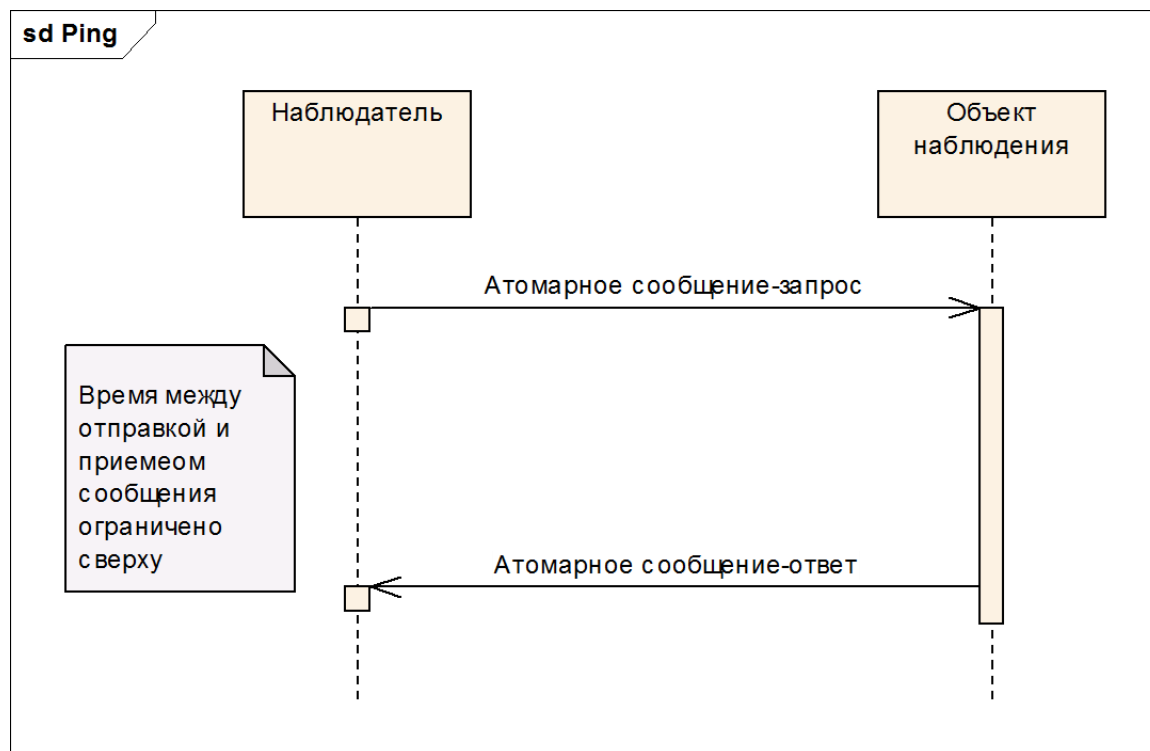 sd Ping
Наблюдатель
Объект
наблюдения
Атомарное сообщение-запрос
Время между
отправкой и
приемеом
сообщения
ограничено
сверху
Атомарное сообщение-ответ